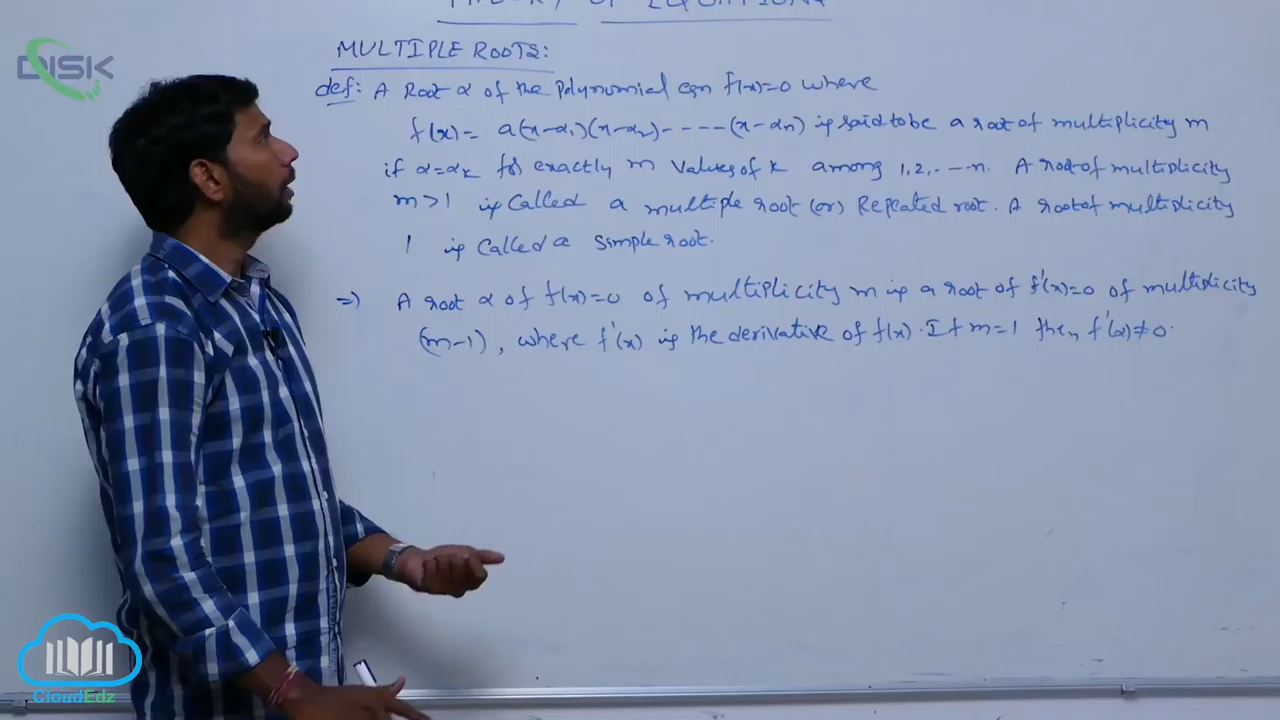 THEORY OF EQUATIONS
MULTIPLE ROOTS:
def: A Root α of the Polynomial eqn f(x)=0 where
f(x)= a(x-α₁)(x-α₂)-----(x-αₙ) is said to be a root of multiplicity m
if α=αₖ for exactly m values of k among 1,2,.--n. A root of multiplicity
m>1 is called a multiple root (or) Repeated root. A root of multiplicity
1 is called a simple root.
⇒ A root α of f(x)=0 of multiplicity m is a root of f'(x)=0 of multiplicity
(m-1), where f'(x) is the derivative of f(x). If m=1 then f'(α)≠0.
DISK
CloudEdz